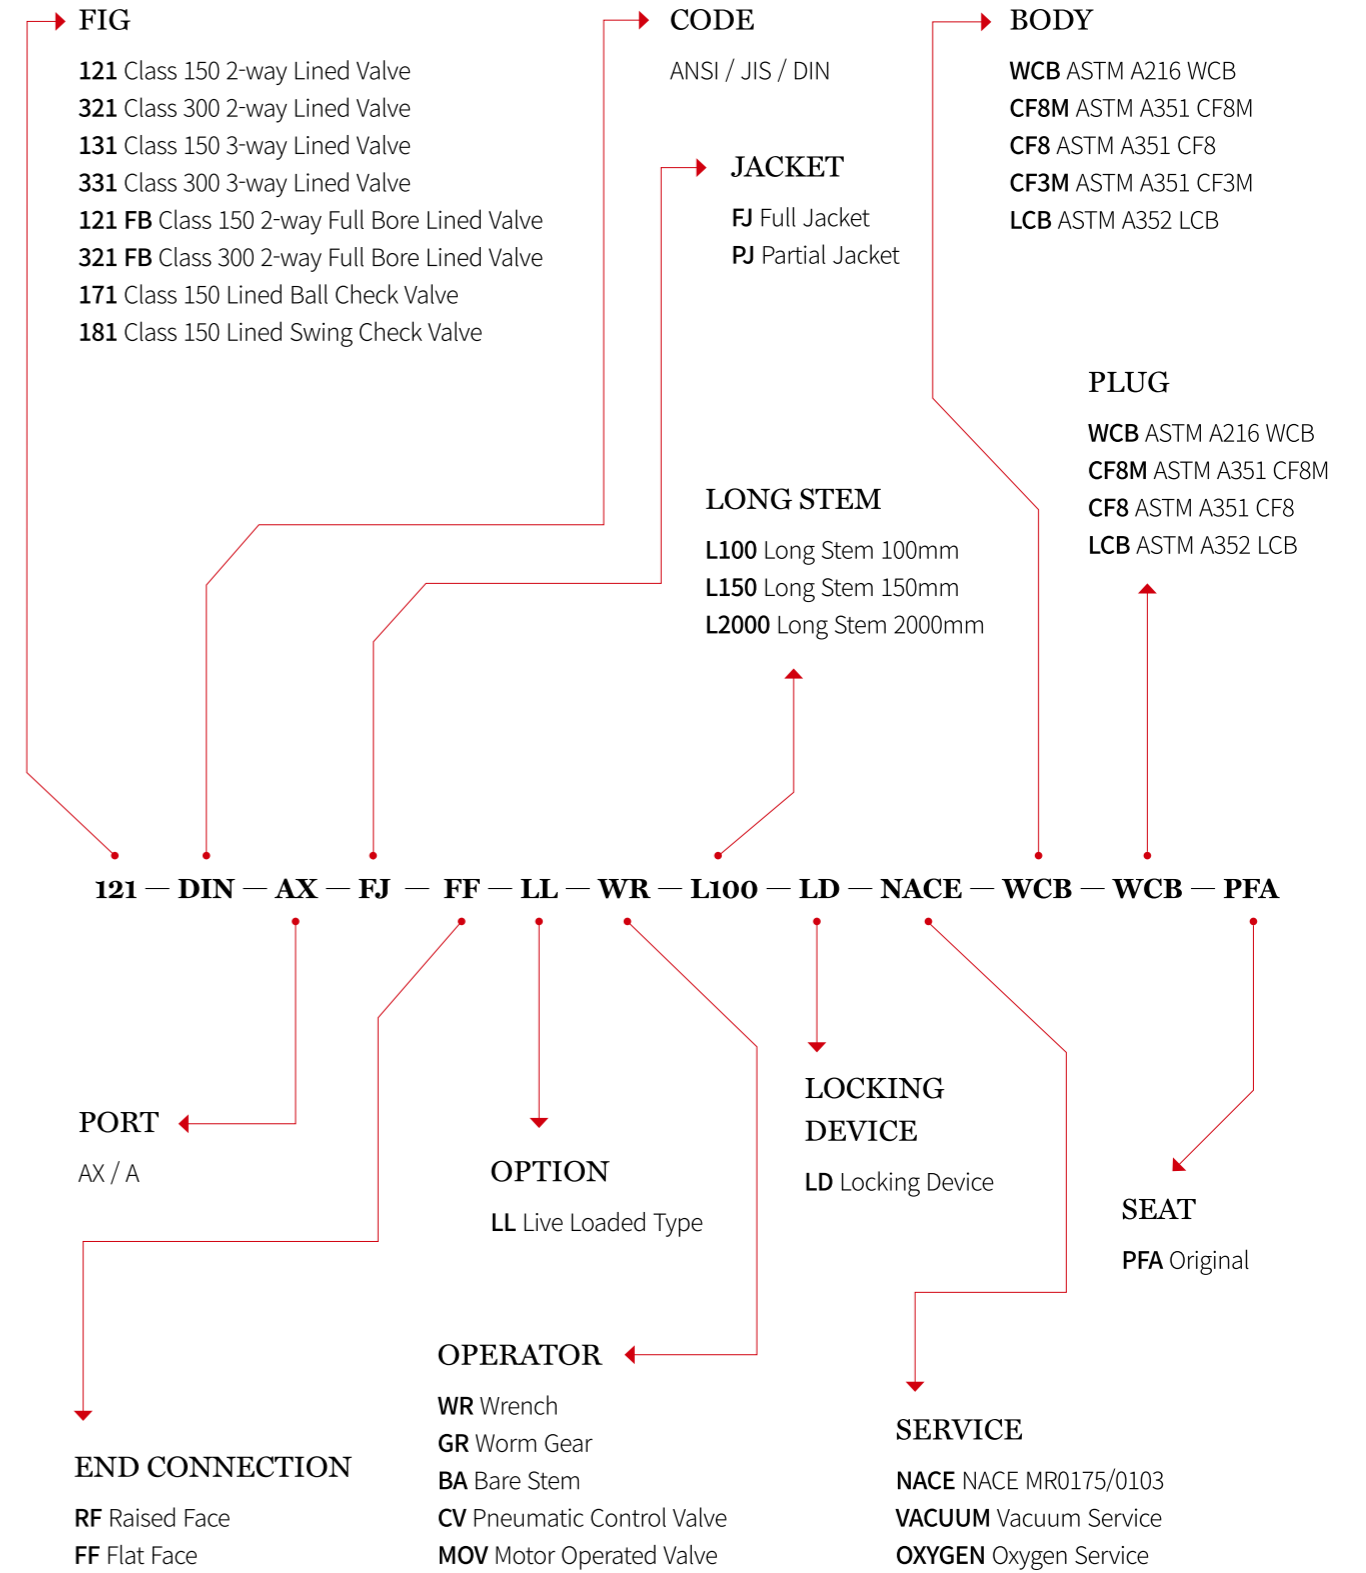 FIG
121 Class 150 2-way Lined Valve
321 Class 300 2-way Lined Valve
131 Class 150 3-way Lined Valve
331 Class 300 3-way Lined Valve
121 FB Class 150 2-way Full Bore Lined Valve
321 FB Class 300 2-way Full Bore Lined Valve
171 Class 150 Lined Ball Check Valve
181 Class 150 Lined Swing Check Valve
CODE
ANSI / JIS / DIN
JACKET
FJ Full Jacket
PJ Partial Jacket
BODY
WCB ASTM A216 WCB
CF8M ASTM A351 CF8M
CF8 ASTM A351 CF8
CF3M ASTM A351 CF3M
LCB ASTM A352 LCB
PLUG
WCB ASTM A216 WCB
CF8M ASTM A351 CF8M
CF8 ASTM A351 CF8
LCB ASTM A352 LCB
LONG STEM
L100 Long Stem 100mm
L150 Long Stem 150mm
L2000 Long Stem 2000mm
121 — DIN — AX — FJ — FF — LL — WR — L100 — LD — NACE — WCB — WCB — PFA
PORT
AX / A
OPTION
LL Live Loaded Type
LOCKING
DEVICE
LD Locking Device
SEAT
PFA Original
END CONNECTION
RF Raised Face
FF Flat Face
OPERATOR
WR Wrench
GR Worm Gear
BA Bare Stem
CV Pneumatic Control Valve
MOV Motor Operated Valve
SERVICE
NACE NACE MR0175/0103
VACUUM Vacuum Service
OXYGEN Oxygen Service